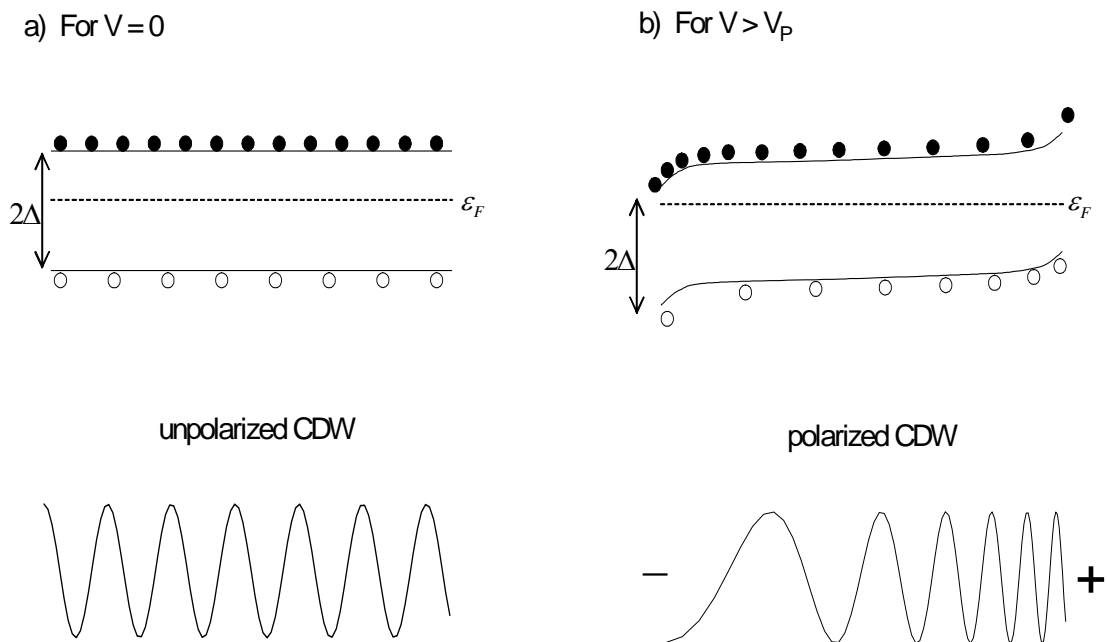 a) For V = 0
b) For V > V_P
2Δ
ε_F
2Δ
ε_F
unpolarized CDW
polarized CDW
− +